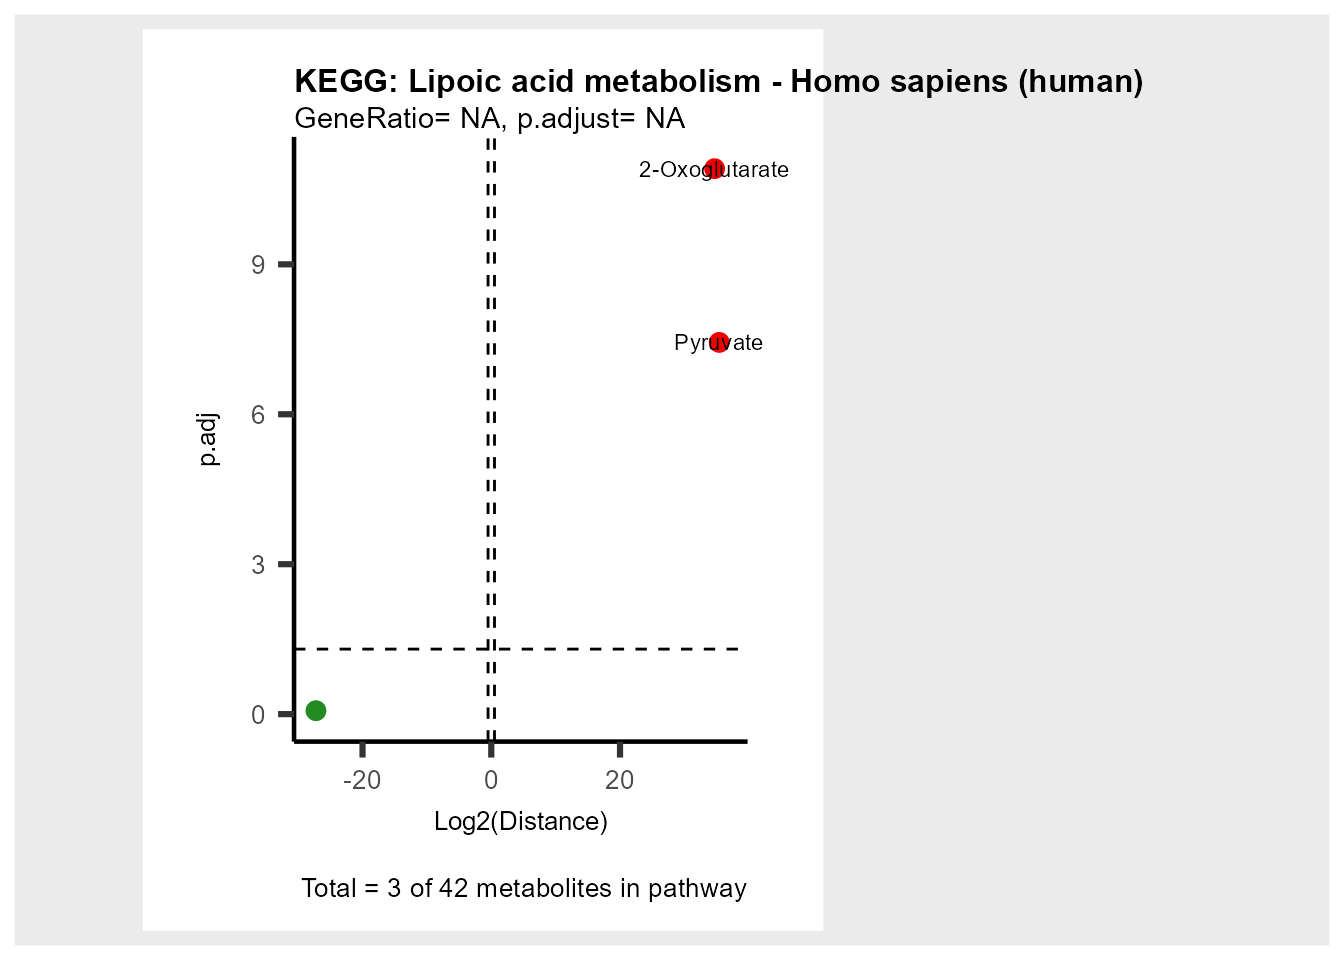 KEGG: Lipoic acid metabolism - Homo sapiens (human)
GeneRatio= NA, p.adjust= NA
2-Oxoglutarate
Pyruvate
9
6
3
0
p.adj
-20 0 20
Log2(Distance)
Total = 3 of 42 metabolites in pathway